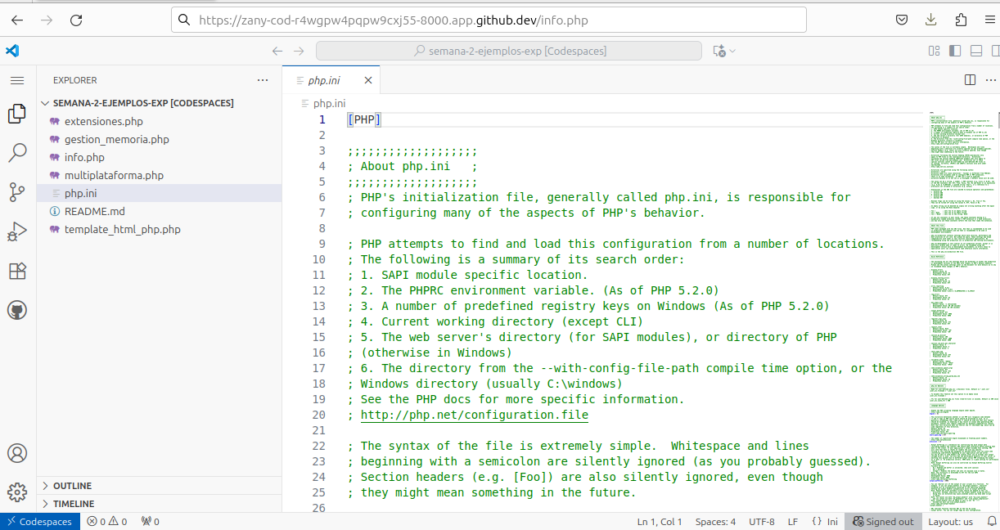 https://zany-cod-r4wgpw4pqpw9cxj55-8000.app.github.dev/info.php
semana-2-ejemplos-exp [Codespaces]
EXPLORER
SEMANA-2-EJEMPLOS-EXP [CODESPACES]
extensiones.php
gestion_memoria.php
info.php
multiplataforma.php
php.ini
README.md
template_html_php.php
OUTLINE
TIMELINE
php.ini
php.ini
1 [PHP]
2
3 ;;;;;;;;;;;;;;;;;;;
4 ; About php.ini   ;
5 ;;;;;;;;;;;;;;;;;;;
6 ; PHP's initialization file, generally called php.ini, is responsible for
7 ; configuring many of the aspects of PHP's behavior.
8
9 ; PHP attempts to find and load this configuration from a number of locations.
10 ; The following is a summary of its search order:
11 ; 1. SAPI module specific location.
12 ; 2. The PHPRC environment variable. (As of PHP 5.2.0)
13 ; 3. A number of predefined registry keys on Windows (As of PHP 5.2.0)
14 ; 4. Current working directory (except CLI)
15 ; 5. The web server's directory (for SAPI modules), or directory of PHP
16 ; (otherwise in Windows)
17 ; 6. The directory from the --with-config-file-path compile time option, or the
18 ; Windows directory (usually C:\windows)
19 ; See the PHP docs for more specific information.
20 ; http://php.net/configuration.file
21
22 ; The syntax of the file is extremely simple.  Whitespace and lines
23 ; beginning with a semicolon are silently ignored (as you probably guessed).
24 ; Section headers (e.g. [Foo]) are also silently ignored, even though
25 ; they might mean something in the future.
26
Codespaces 0 0 0 Ln 1, Col 1 Spaces: 4 UTF-8 LF {} Ini Signed out Layout: us